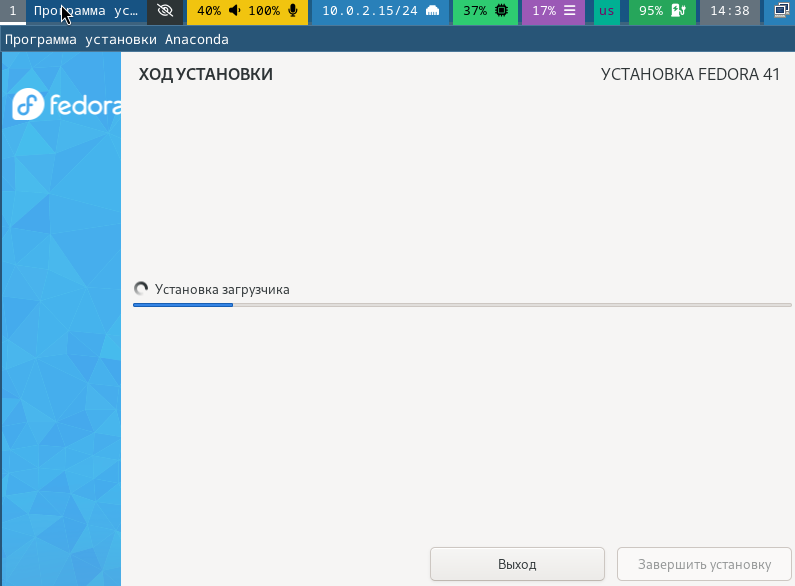 1 Программа ус… 40% 100% 10.0.2.15/24 37% 17% us 95% 14:38
Программа установки Anaconda
fedora
ХОД УСТАНОВКИ
УСТАНОВКА FEDORA 41
Установка загрузчика
Выход
Завершить установку